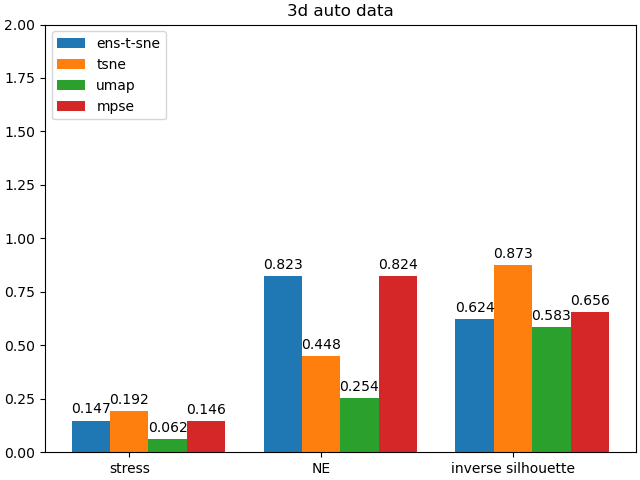 3d auto data
2.00
1.75
1.50
1.25
1.00
0.75
0.50
0.25
0.00
ens-t-sne
tsne
umap
mpse
0.147
0.192
0.062
0.146
0.823
0.448
0.254
0.824
0.624
0.873
0.583
0.656
stress
NE
inverse silhouette